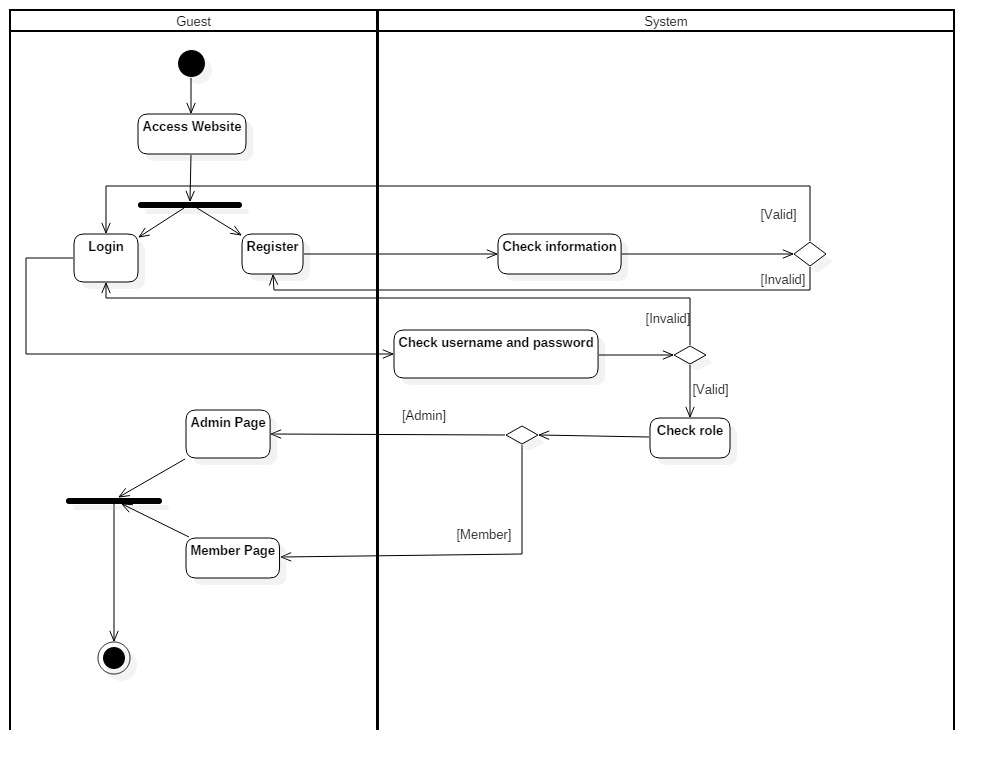 Guest
System
Access Website
[Valid]
Login
Register
Check information
[Invalid]
[Invalid]
Check username and password
[Valid]
[Admin]
Admin Page
Check role
[Member]
Member Page